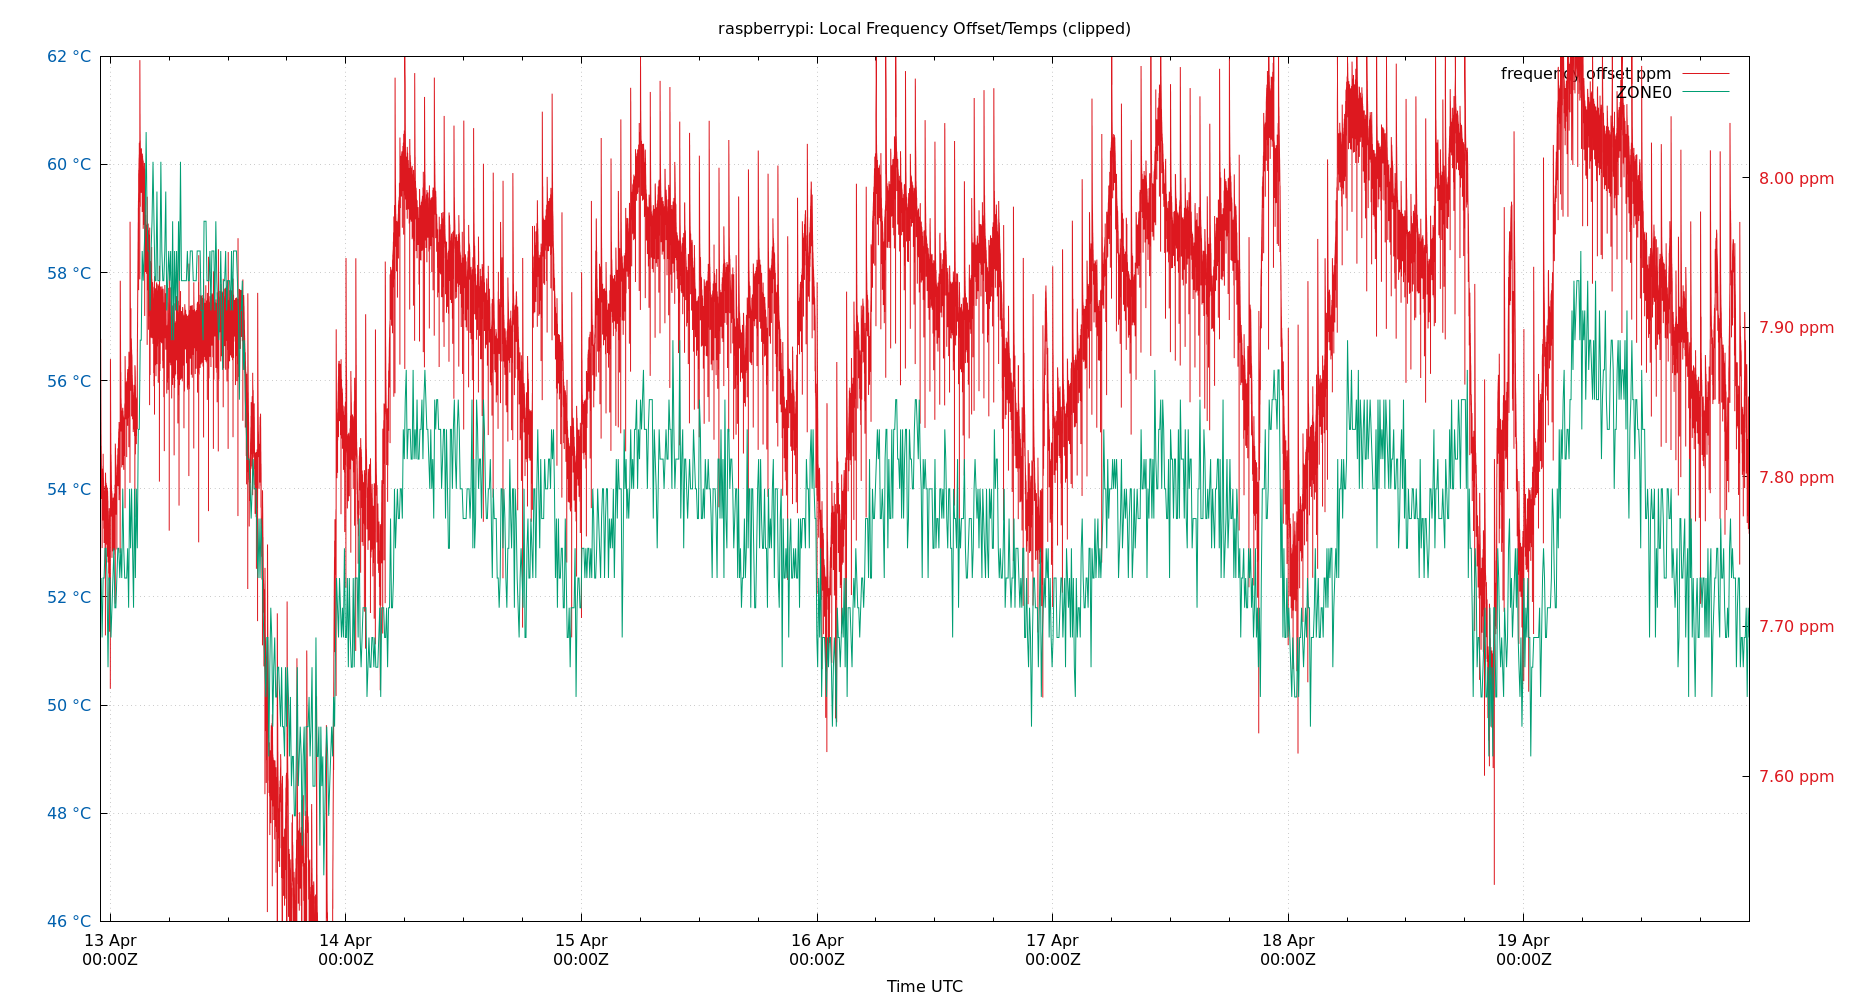 raspberrypi: Local Frequency Offset/Temps (clipped)
62 °C
60 °C
58 °C
56 °C
54 °C
52 °C
50 °C
48 °C
46 °C
frequency offset ppm
ZONE0
8.00 ppm
7.90 ppm
7.80 ppm
7.70 ppm
7.60 ppm
13 Apr
00:00Z
14 Apr
00:00Z
15 Apr
00:00Z
16 Apr
00:00Z
17 Apr
00:00Z
18 Apr
00:00Z
19 Apr
00:00Z
Time UTC